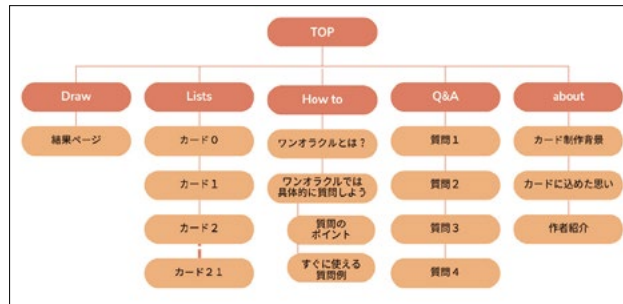 TOP
Draw
Lists
How to
Q&A
about
結果ページ
カード0
カード1
カード2
カード21
ワンオラクルとは？
ワンオラクルでは
具体的に質問しよう
質問の
ポイント
すぐに使える
質問例
質問1
質問2
質問3
質問4
カード制作背景
カードに込めた思い
作者紹介